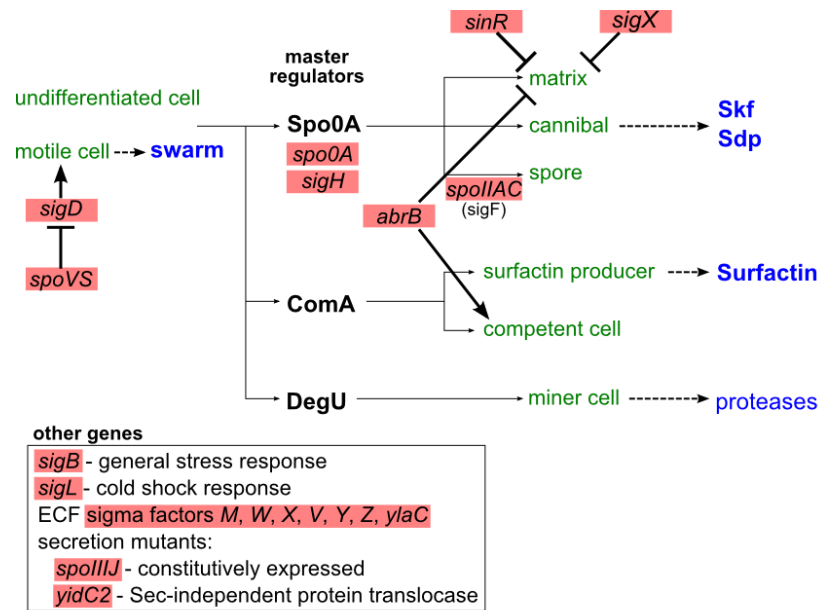 sinR
sigX
master
regulators
matrix
undifferentiated cell
Spo0A
cannibal
Skf
Sdp
motile cell
swarm
spo0A
sigH
spoIIAC
(sigF)
spore
sigD
abrB
spoVS
surfactin producer
Surfactin
ComA
competent cell
DegU
miner cell
proteases
other genes
sigB - general stress response
sigL - cold shock response
ECF sigma factors M, W, X, V, Y, Z, ylaC
secretion mutants:
spoIIIJ - constitutively expressed
yidC2 - Sec-independent protein translocase